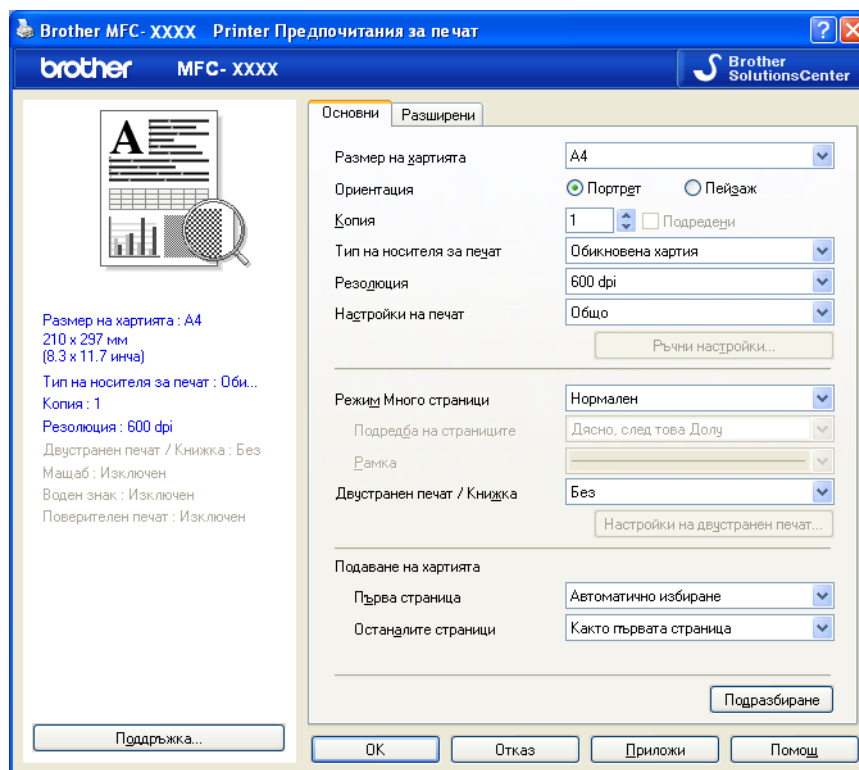 Brother MFC- XXXX Printer Предпочитания за печат
brother MFC- XXXX
Brother
SolutionsCenter
A
Размер на хартията : A4
210 x 297 мм
(8.3 x 11.7 инча)
Тип на носителя за печат : Оби...
Копия : 1
Резолюция : 600 dpi
Двустранен печат / Книжка : Без
Мащаб : Изключен
Воден знак : Изключен
Поверителен печат : Изключен
Поддръжка...
Основни Разширени
Размер на хартията A4
Ориентация Портрет Пейзаж
Копия 1 Подредени
Тип на носителя за печат Обикновена хартия
Резолюция 600 dpi
Настройки на печат Общо
Ръчни настройки...
Режим Много страници Нормален
Подредба на страниците Дясно, след това Долу
Рамка
Двустранен печат / Книжка Без
Настройки на двустранен печат...
Подаване на хартията
Първа страница Автоматично избиране
Останалите страници Както първата страница
Подразбиране
OK Отказ Приложи Помощ